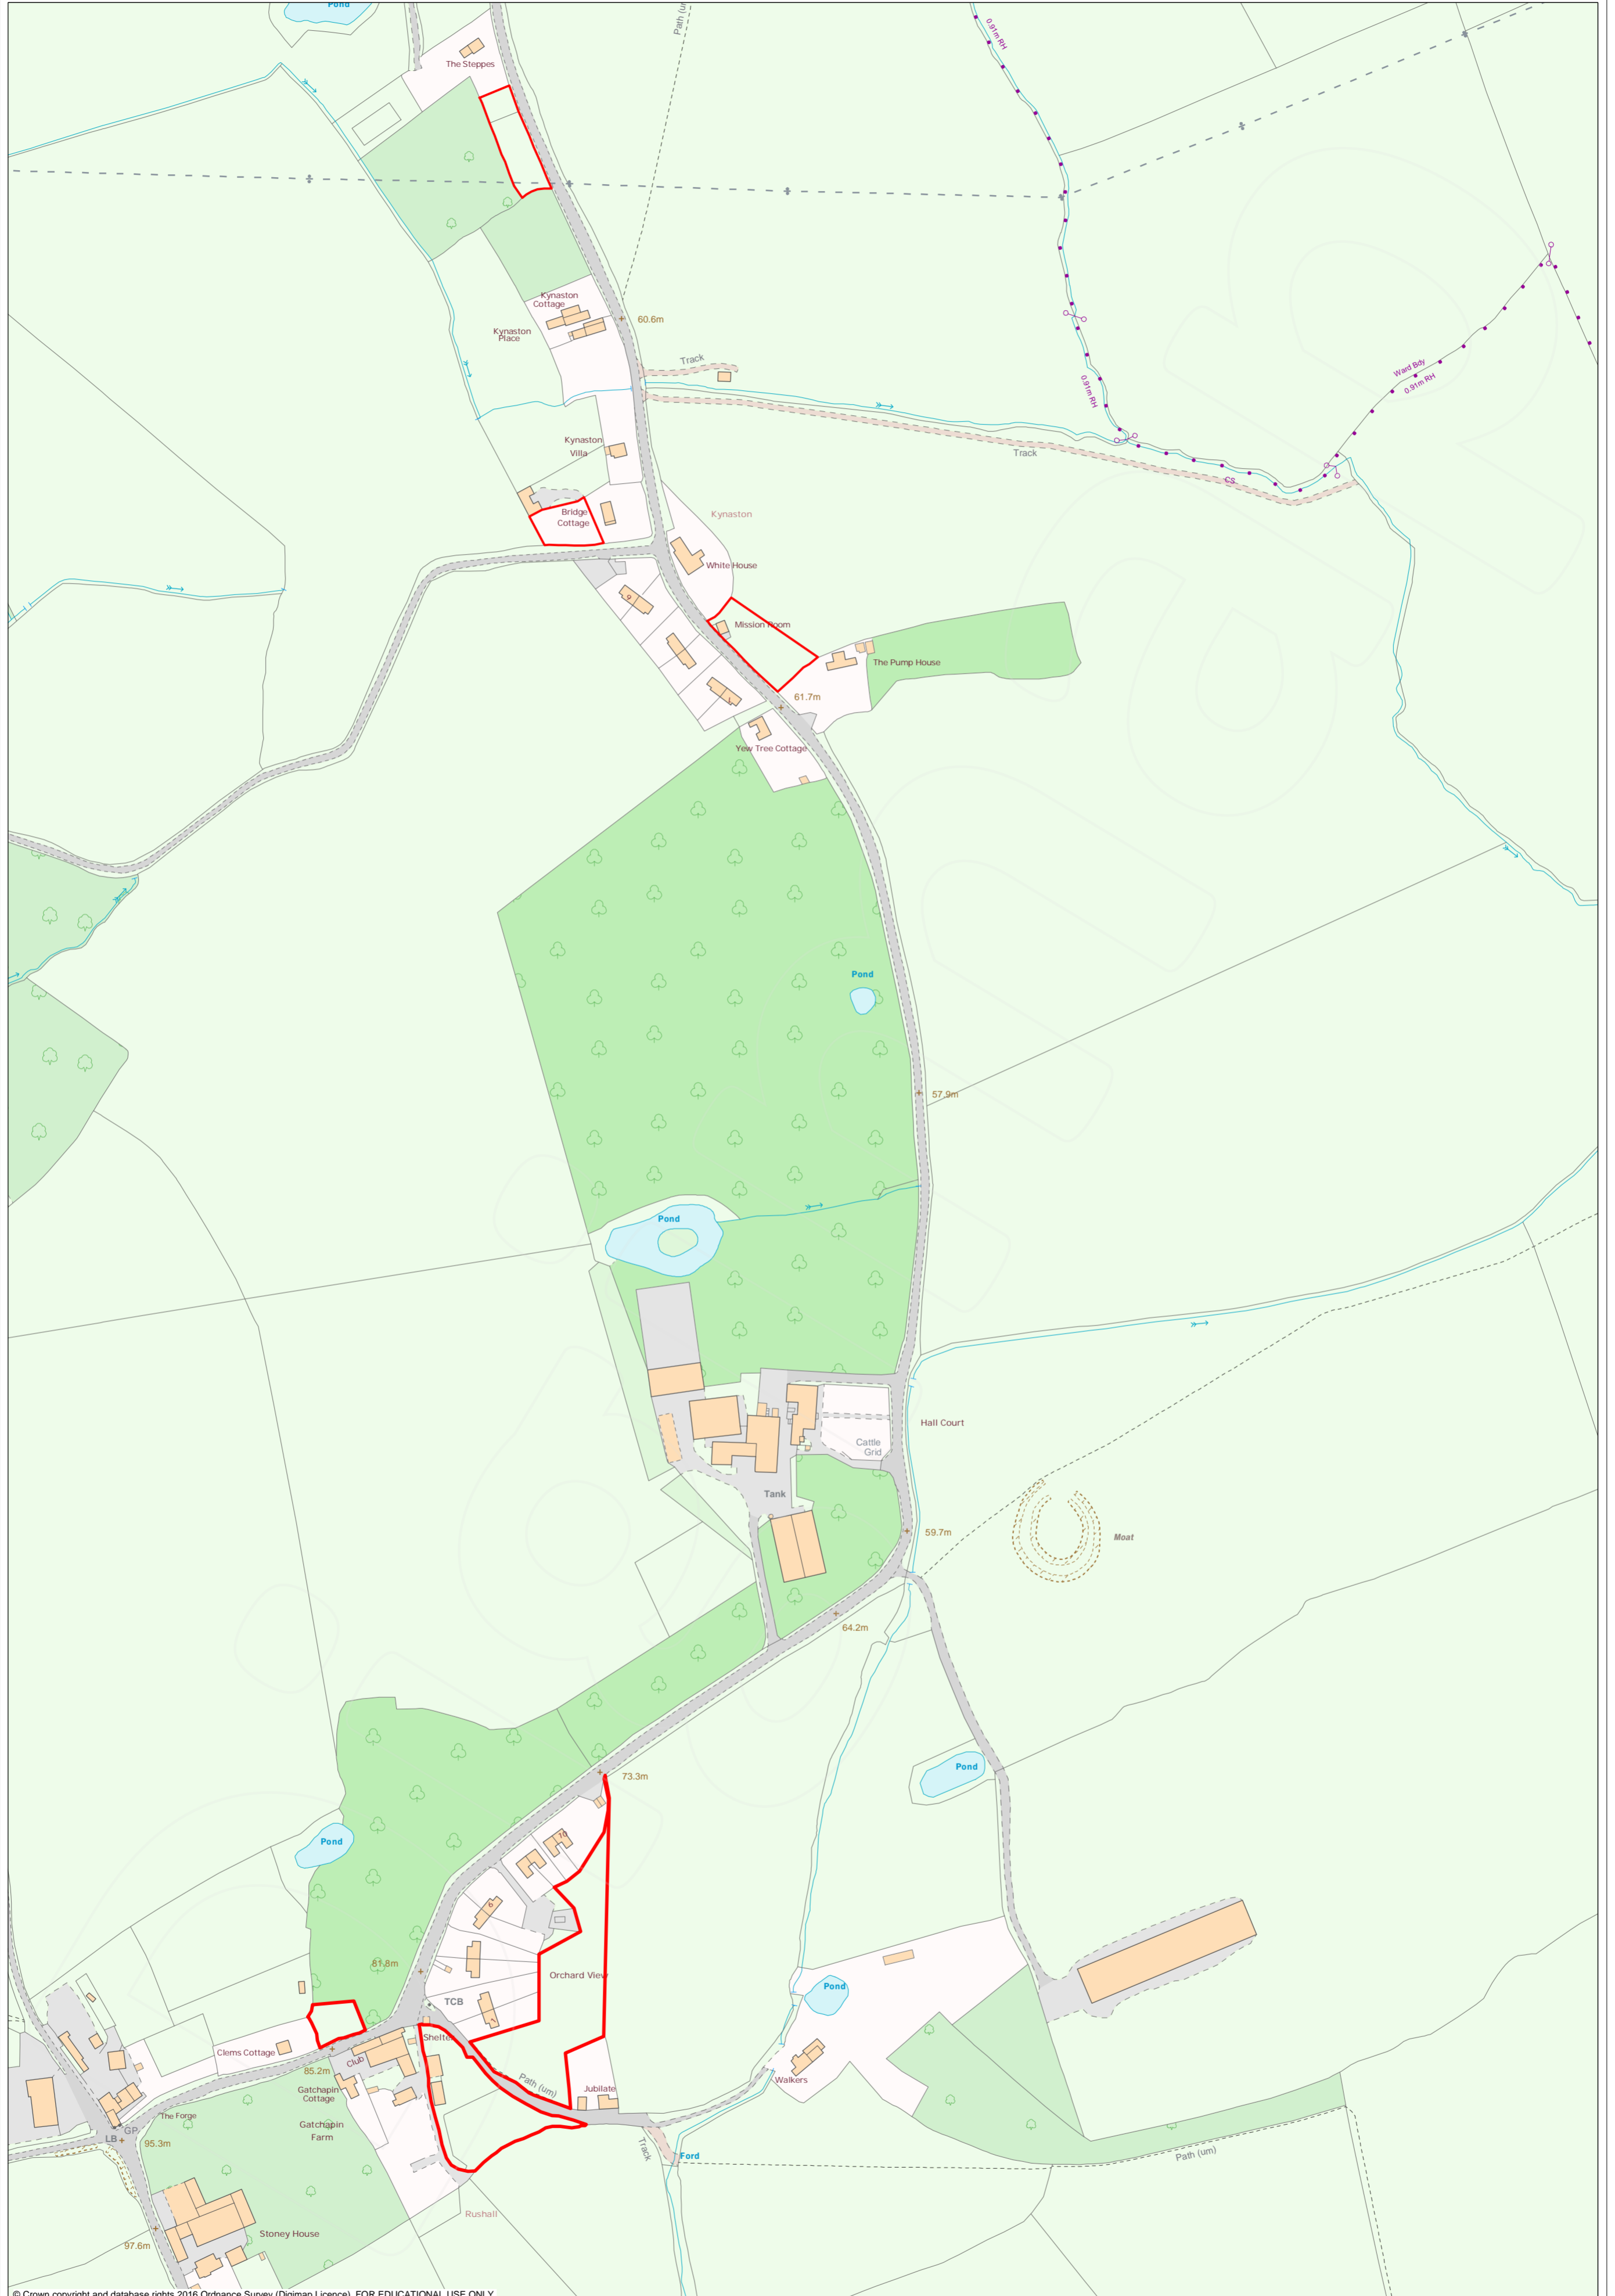 Pond
Path (um
0.91m RH
The Steppes
Kynaston
Cottage
Kynaston
Place
60.6m
Track
0.91m RH
Ward Bdy
0.91m RH
Kynaston
Villa
Track
CS
Bridge
Cottage
Kynaston
White House
9
Mission Room
The Pump House
1
61.7m
Yew Tree Cottage
Pond
57.9m
Pond
Hall Court
Cattle
Grid
Tank
59.7m
Moat
64.2m
Pond
73.3m
Pond
10
6
81.8m
Orchard View
Pond
TCB
1
Shelter
Clems Cottage
Club
85.2m
Path (um)
Walkers
Gatchapin
Cottage
Jubilate
The Forge
Gatchapin
Farm
GP
LB
95.3m
Track
Ford
Path (um)
Rushall
Stoney House
97.6m
© Crown copyright and database rights 2016 Ordnance Survey (Digimap Licence). FOR EDUCATIONAL USE ONLY.